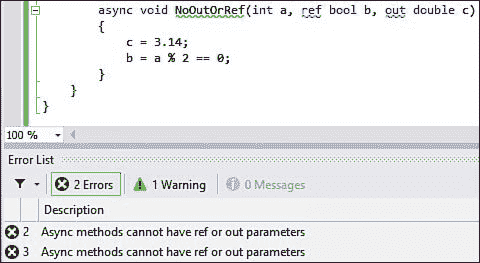 async void NoOutOrRef(int a, ref bool b, out double c)
{
c = 3.14;
b = a % 2 == 0;
}
}
}
100 %
Error List
2 Errors 1 Warning 0 Messages
Description
2 Async methods cannot have ref or out parameters
3 Async methods cannot have ref or out parameters